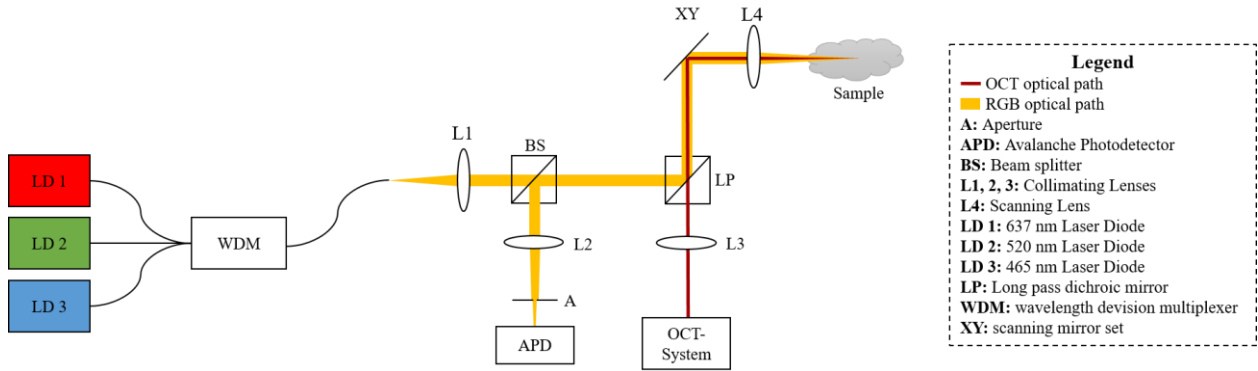 XY
L4
Sample
L1
BS
LP
LD 1
LD 2
LD 3
WDM
L2
L3
A
APD
OCT-
System
Legend
OCT optical path
RGB optical path
A: Aperture
APD: Avalanche Photodetector
BS: Beam splitter
L1, 2, 3: Collimating Lenses
L4: Scanning Lens
LD 1: 637 nm Laser Diode
LD 2: 520 nm Laser Diode
LD 3: 465 nm Laser Diode
LP: Long pass dichroic mirror
WDM: wavelength devision multiplexer
XY: scanning mirror set